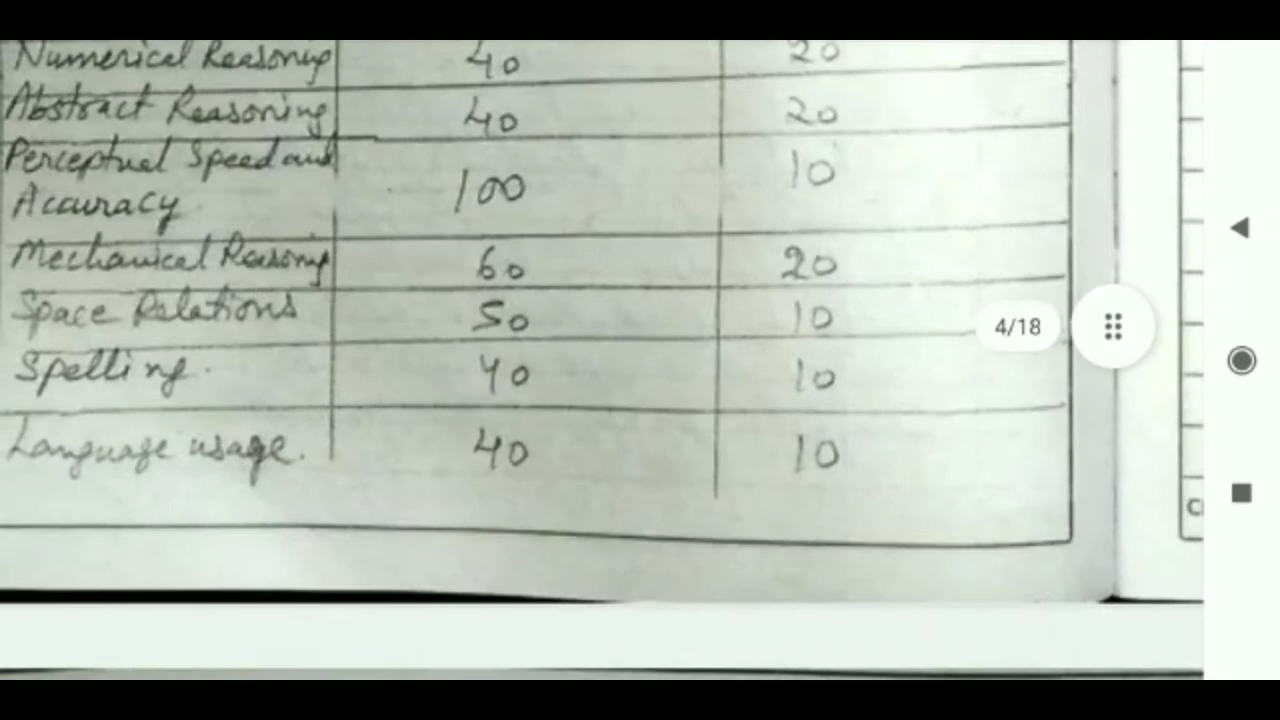 Numerical Reasoning 40 20
Abstract Reasoning 40 20
Perceptual Speed and
Accuracy 100 10
Mechanical Reasoning 60 20
Space Relations 50 10
4/18
Spelling. 40 10
Language usage. 40 10
C